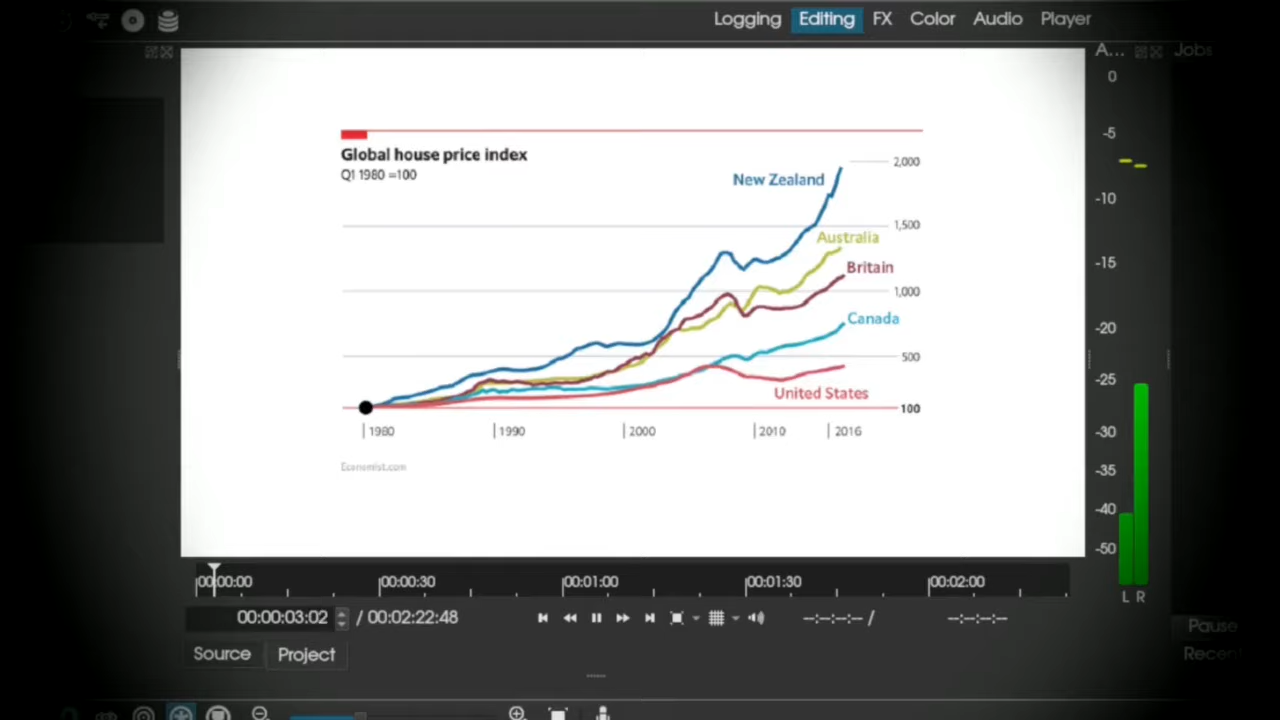 Logging Editing FX Color Audio Player
A... Jobs
Global house price index
Q1 1980 =100
New Zealand
Australia
Britain
Canada
United States
2,000
1,500
1,000
500
100
1980 1990 2000 2010 2016
Economist.com
0
-5
-10
-15
-20
-25
-30
-35
-40
-50
L R
00:00:00 00:00:30 00:01:00 00:01:30 00:02:00
00:00:03:02 / 00:02:22:48 --:--:--:-- / --:--:--:--
Source Project
Pause
Recent